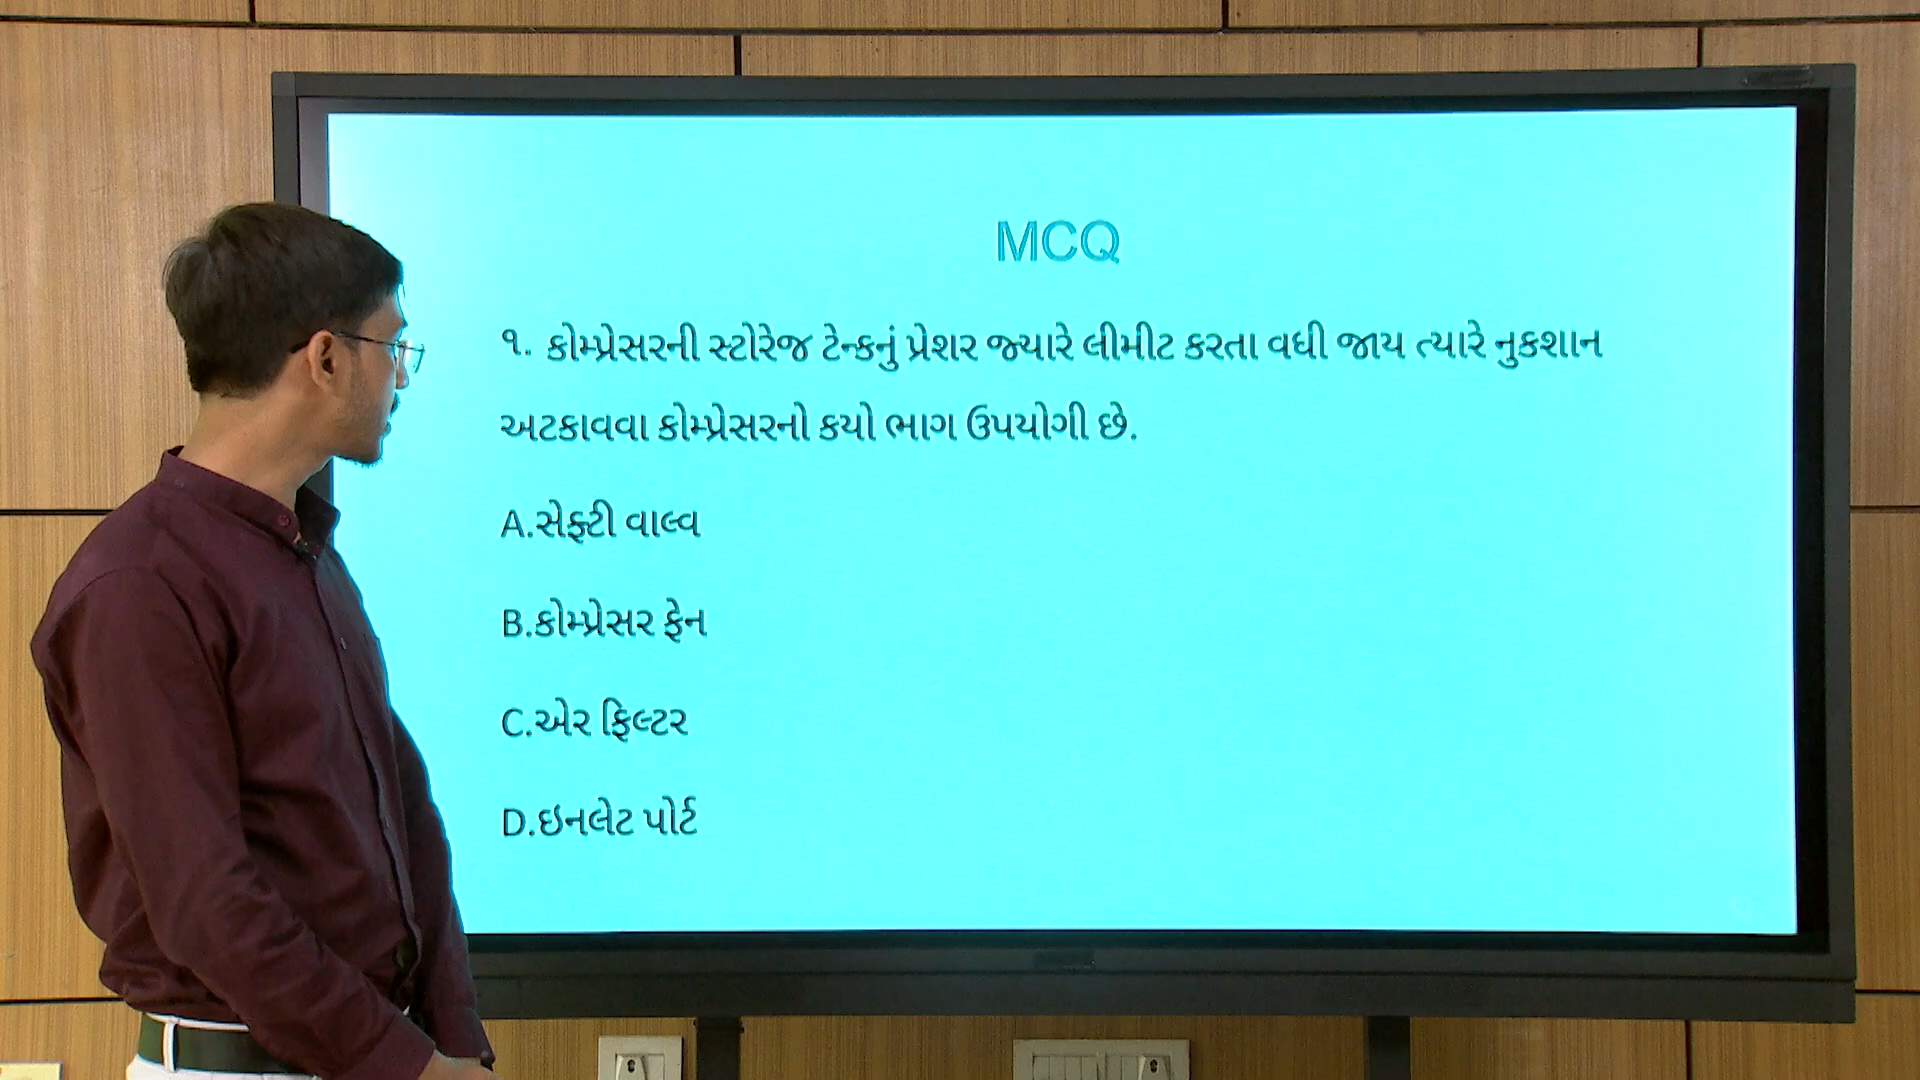 MCQ
૧. કોમ્પ્રેસરની સ્ટોરેજ ટેન્કનું પ્રેશર જ્યારે લીમીટ કરતા વધી જાય ત્યારે નુકશાન
અટકાવવા કોમ્પ્રેસરનો કયો ભાગ ઉપયોગી છે.
A.સેફ્ટી વાલ્વ
B.કોમ્પ્રેસર ફેન
C.એર ફિલ્ટર
D.ઇનલેટ પોર્ટ